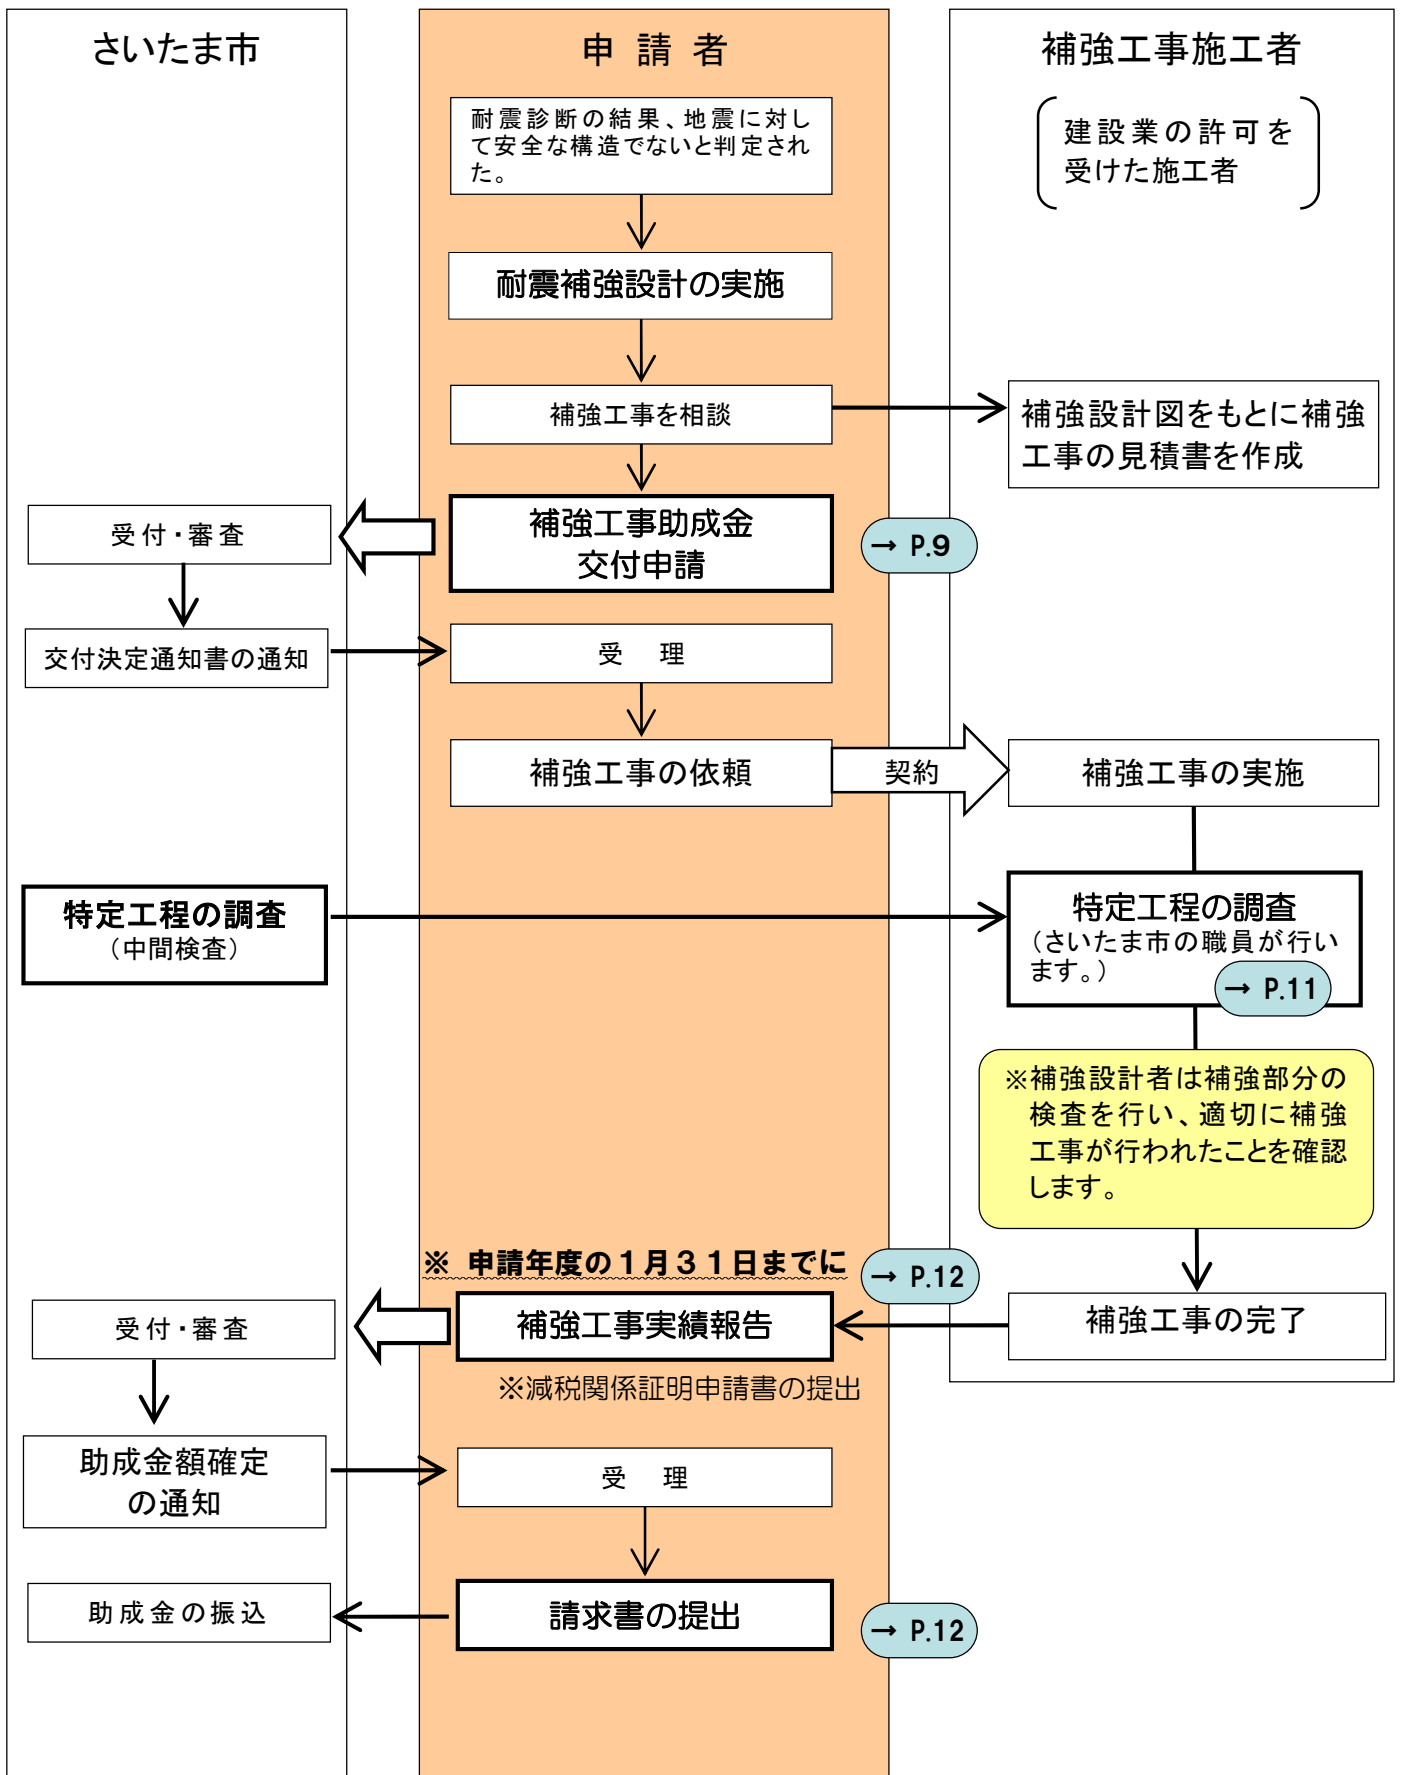 さいたま市
申請者
補強工事施工者
建設業の許可を
受けた施工者
耐震診断の結果、地震に対し
て安全な構造でないと判定され
た。
耐震補強設計の実施
補強工事を相談
補強設計図をもとに補強
工事の見積書を作成
補強工事助成金
交付申請
→ P.9
受付・審査
交付決定通知書の通知
受 理
補強工事の依頼
契約
補強工事の実施
特定工程の調査
（中間検査）
特定工程の調査
（さいたま市の職員が行い
ます。）
→ P.11
※補強設計者は補強部分の
検査を行い、適切に補強
工事が行われたことを確認
します。
補強工事の完了
※ 申請年度の１月３１日までに
→ P.12
補強工事実績報告
※減税関係証明申請書の提出
受付・審査
助成金額確定
の通知
受 理
請求書の提出
→ P.12
助成金の振込